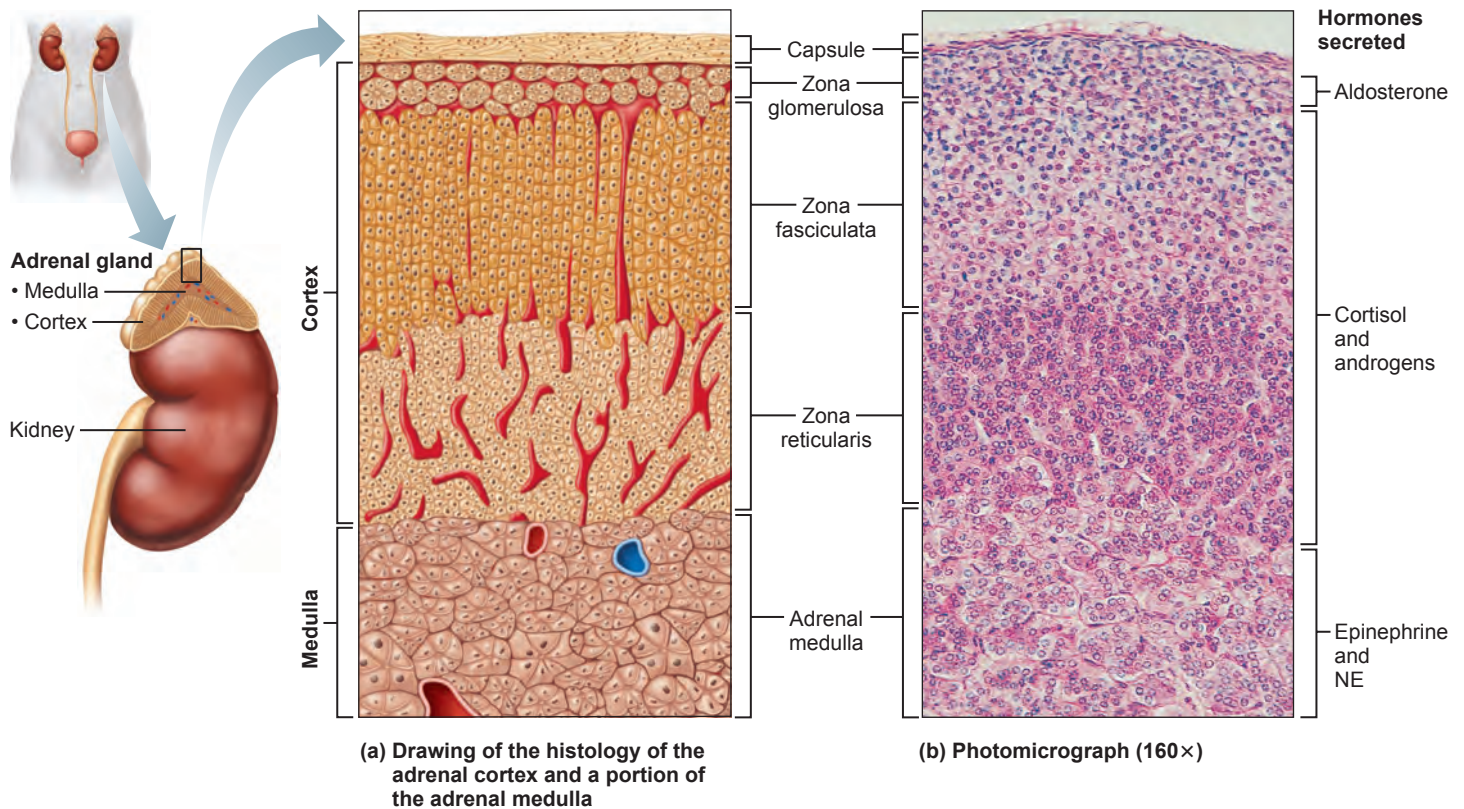 Adrenal gland
• Medulla
• Cortex
Kidney
Cortex
Medulla
Capsule
Zona
glomerulosa
Zona
fasciculata
Zona
reticularis
Adrenal
medulla
Hormones
secreted
Aldosterone
Cortisol
and
androgens
Epinephrine
and
NE
(a) Drawing of the histology of the
adrenal cortex and a portion of
the adrenal medulla
(b) Photomicrograph (160×)